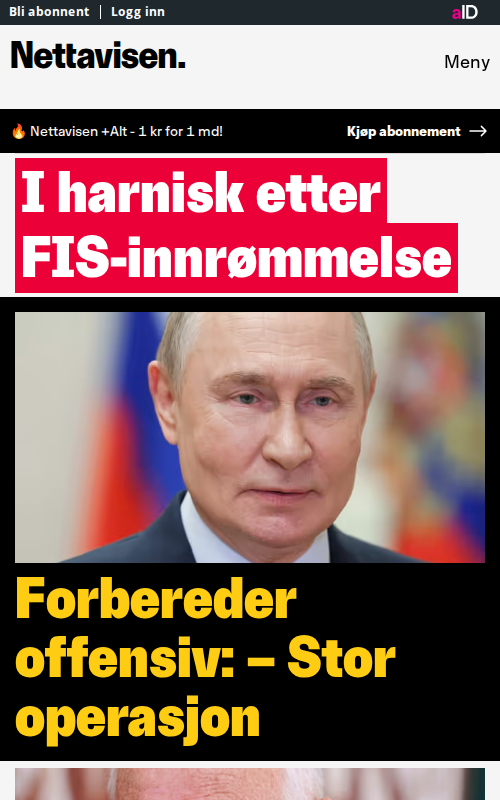 Bli abonnent | Logg inn
aID
Nettavisen.
Meny
🔥 Nettavisen +Alt - 1 kr for 1 md!
Kjøp abonnement →
I harnisk etter
FIS-innrømmelse
Forbereder
offensiv: – Stor
operasjon